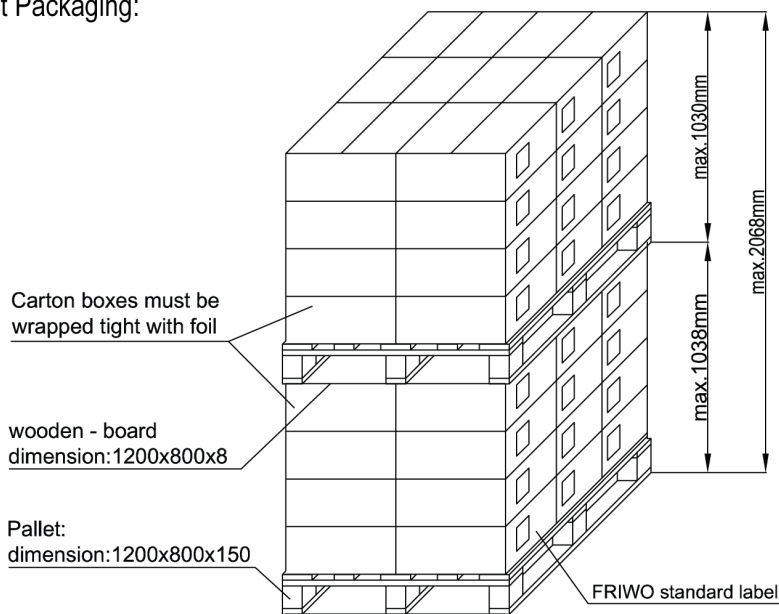 t Packaging:
max.1030mm
max.2068mm
Carton boxes must be
wrapped tight with foil
max.1038mm
wooden - board
dimension:1200x800x8
Pallet:
dimension:1200x800x150
FRIWO standard label